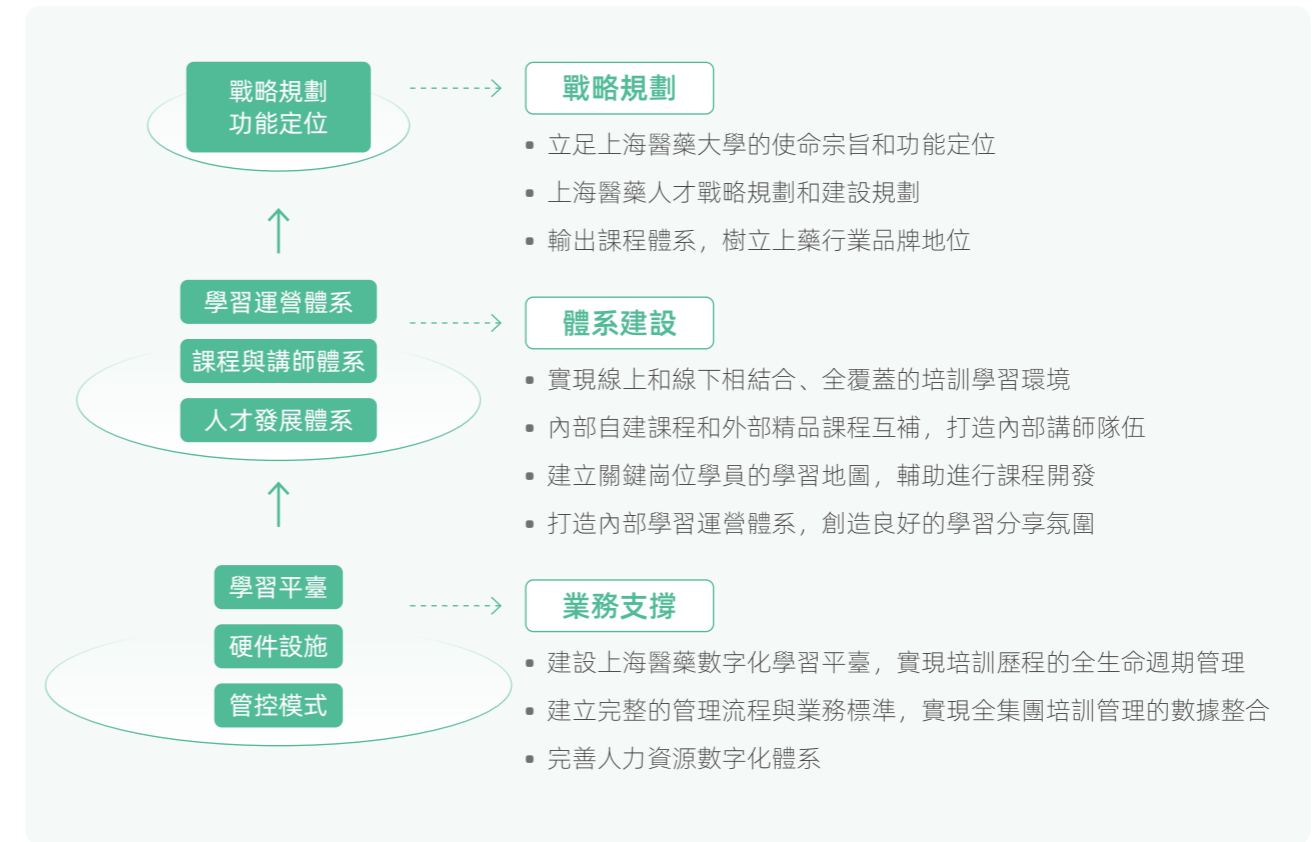 戰略規劃
功能定位
戰略規劃
• 立足上海醫藥大學的使命宗旨和功能定位
• 上海醫藥人才戰略規劃和建設規劃
• 輸出課程體系，樹立上藥行業品牌地位
學習運營體系
課程與講師體系
人才發展體系
體系建設
• 實現線上和線下相結合、全覆蓋的培訓學習環境
• 內部自建課程和外部精品課程互補，打造內部講師隊伍
• 建立關鍵崗位學員的學習地圖，輔助進行課程開發
• 打造內部學習運營體系，創造良好的學習分享氛圍
學習平臺
硬件設施
管控模式
業務支撐
• 建設上海醫藥數字化學習平臺，實現培訓歷程的全生命週期管理
• 建立完整的管理流程與業務標準，實現全集團培訓管理的數據整合
• 完善人力資源數字化體系